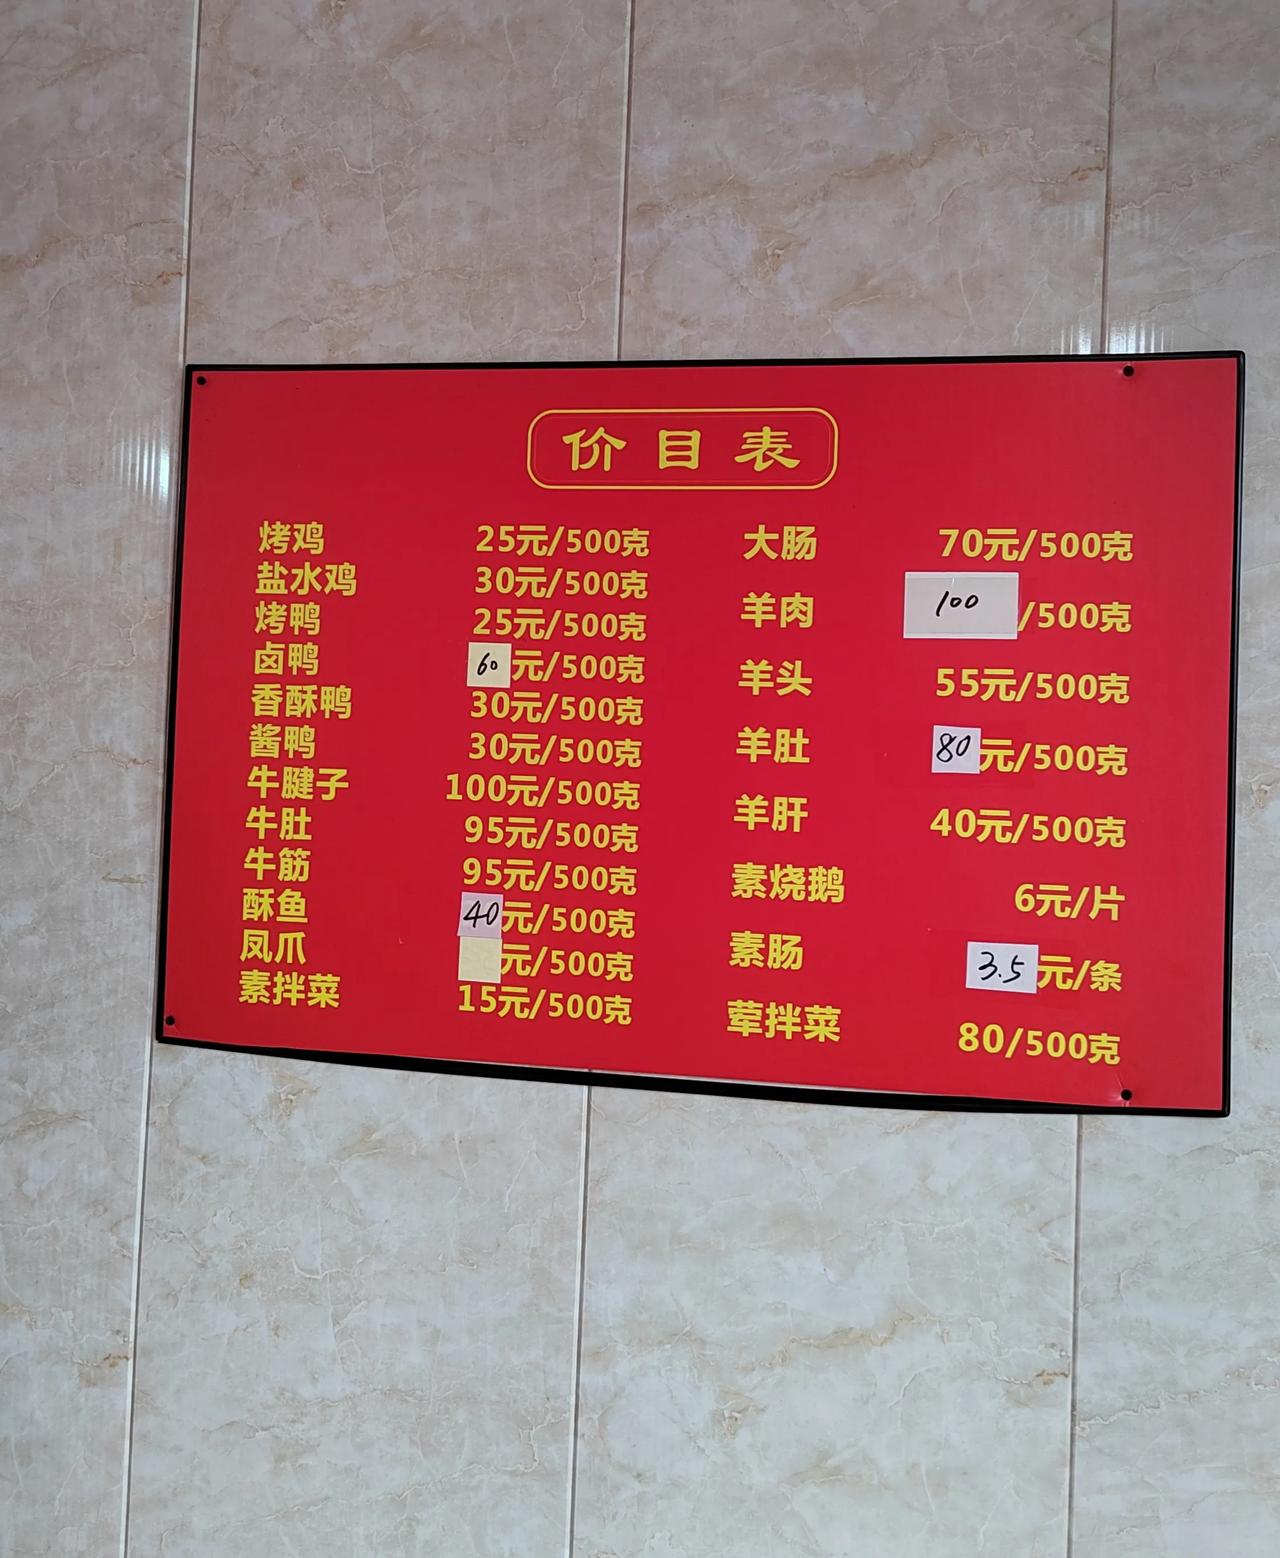 价目表
烤鸡 25元/500克
盐水鸡 30元/500克
烤鸭 25元/500克
卤鸭 60元/500克
香酥鸭 30元/500克
酱鸭 30元/500克
牛腱子 100元/500克
牛肚 95元/500克
牛筋 95元/500克
酥鱼 40元/500克
凤爪 元/500克
素拌菜 15元/500克
大肠 70元/500克
羊肉 100/500克
羊头 55元/500克
羊肚 80元/500克
羊肝 40元/500克
素烧鹅 6元/片
素肠 3.5元/条
荤拌菜 80/500克